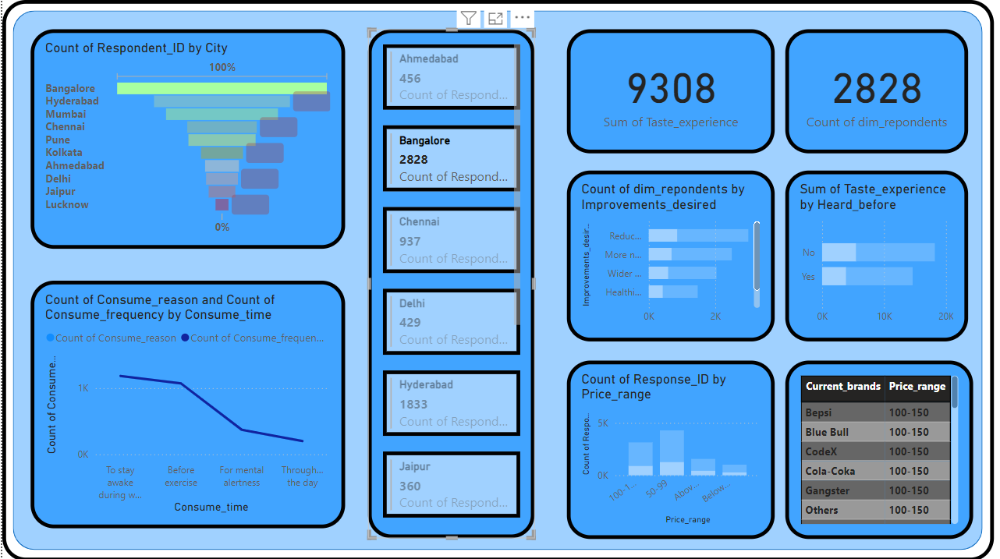 Count of Respondent_ID by City
100%
Bangalore
Hyderabad
Mumbai
Chennai
Pune
Kolkata
Ahmedabad
Delhi
Jaipur
Lucknow
0%
Count of Consume_reason and Count of
Consume_frequency by Consume_time
Count of Consume_reason Count of Consume_frequen...
Count of Consume...
1K
0K
To stay
awake
during w...
Before
exercise
For mental
alertness
Through...
the day
Consume_time
Ahmedabad
456
Count of Respond...
Bangalore
2828
Count of Respond...
Chennai
937
Count of Respond...
Delhi
429
Count of Respond...
Hyderabad
1833
Count of Respond...
Jaipur
360
Count of Respond...
9308
Sum of Taste_experience
2828
Count of dim_repondents
Count of dim_repondents by
Improvements_desired
Improvements_desir...
Reduc...
More n...
Wider ...
Healthi...
0K 2K
Sum of Taste_experience
by Heard_before
No
Yes
0K 10K 20K
Count of Response_ID by
Price_range
Count of Respo...
5K
0K
100-1...
50-99
Abov...
Below...
Price_range
Current_brands Price_range
Bepsi 100-150
Blue Bull 100-150
CodeX 100-150
Cola-Coka 100-150
Gangster 100-150
Others 100-150